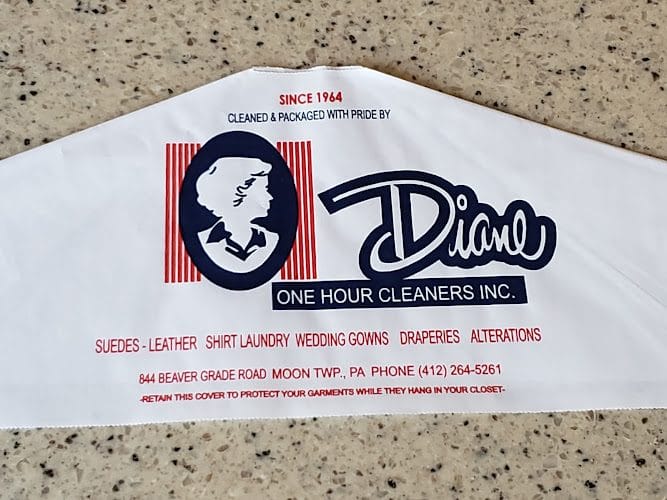 SINCE 1964
CLEANED & PACKAGED WITH PRIDE BY
Diane
ONE HOUR CLEANERS INC.
SUEDES - LEATHER SHIRT LAUNDRY WEDDING GOWNS DRAPERIES ALTERATIONS
844 BEAVER GRADE ROAD MOON TWP., PA PHONE (412) 264-5261
-RETAIN THIS COVER TO PROTECT YOUR GARMENTS WHILE THEY HANG IN YOUR CLOSET-